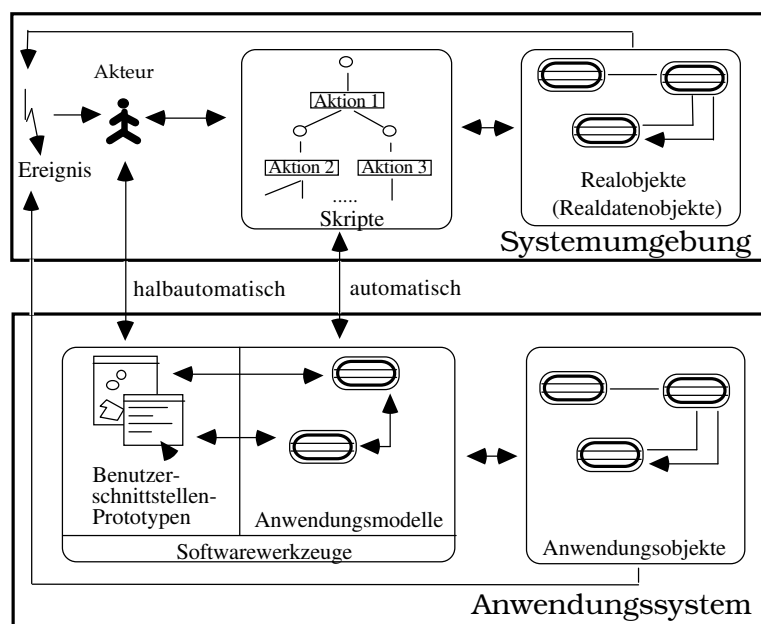 Akteur
Ereignis
Aktion 1
Aktion 2
Aktion 3
.....
Skripte
Realobjekte
(Realdatenobjekte)
Systemumgebung
halbautomatisch
automatisch
Benutzer-
schnittstellen-
Prototypen
Anwendungsmodelle
Softwarewerkzeuge
Anwendungsobjekte
Anwendungssystem